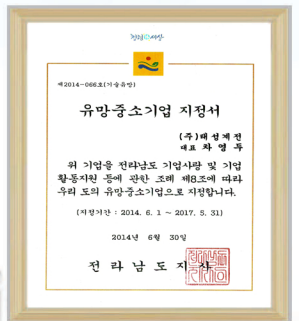 제2014-066호(기술유망)
유망중소기업 지정서
(주)태성계전
대표 차 영 두
위 기업을 전라남도 기업사랑 및 기업
활동지원 등에 관한 조례 제8조에 따라
우리 도의 유망중소기업으로 지정합니다.
(지정기간 : 2014. 6. 1 ~ 2017. 5. 31)
2014년 6월 30일
전 라 남 도 지 사